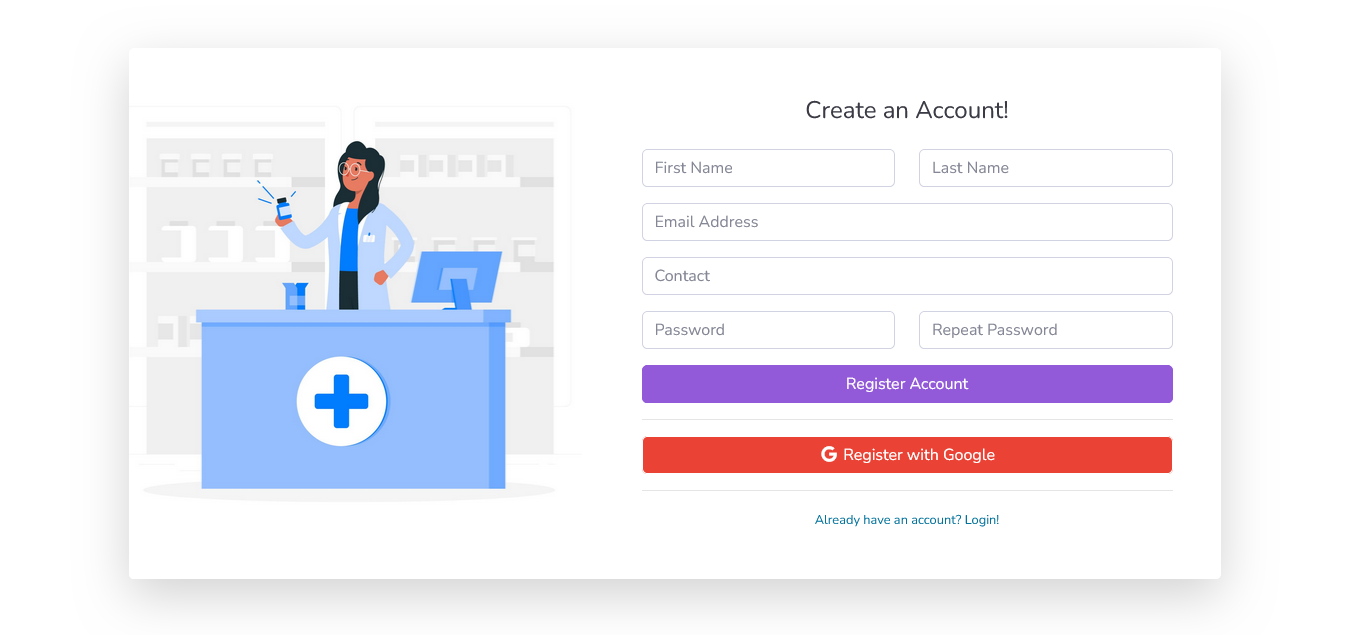 Create an Account!
First Name
Last Name
Email Address
Contact
Password
Repeat Password
Register Account
Register with Google
Already have an account? Login!